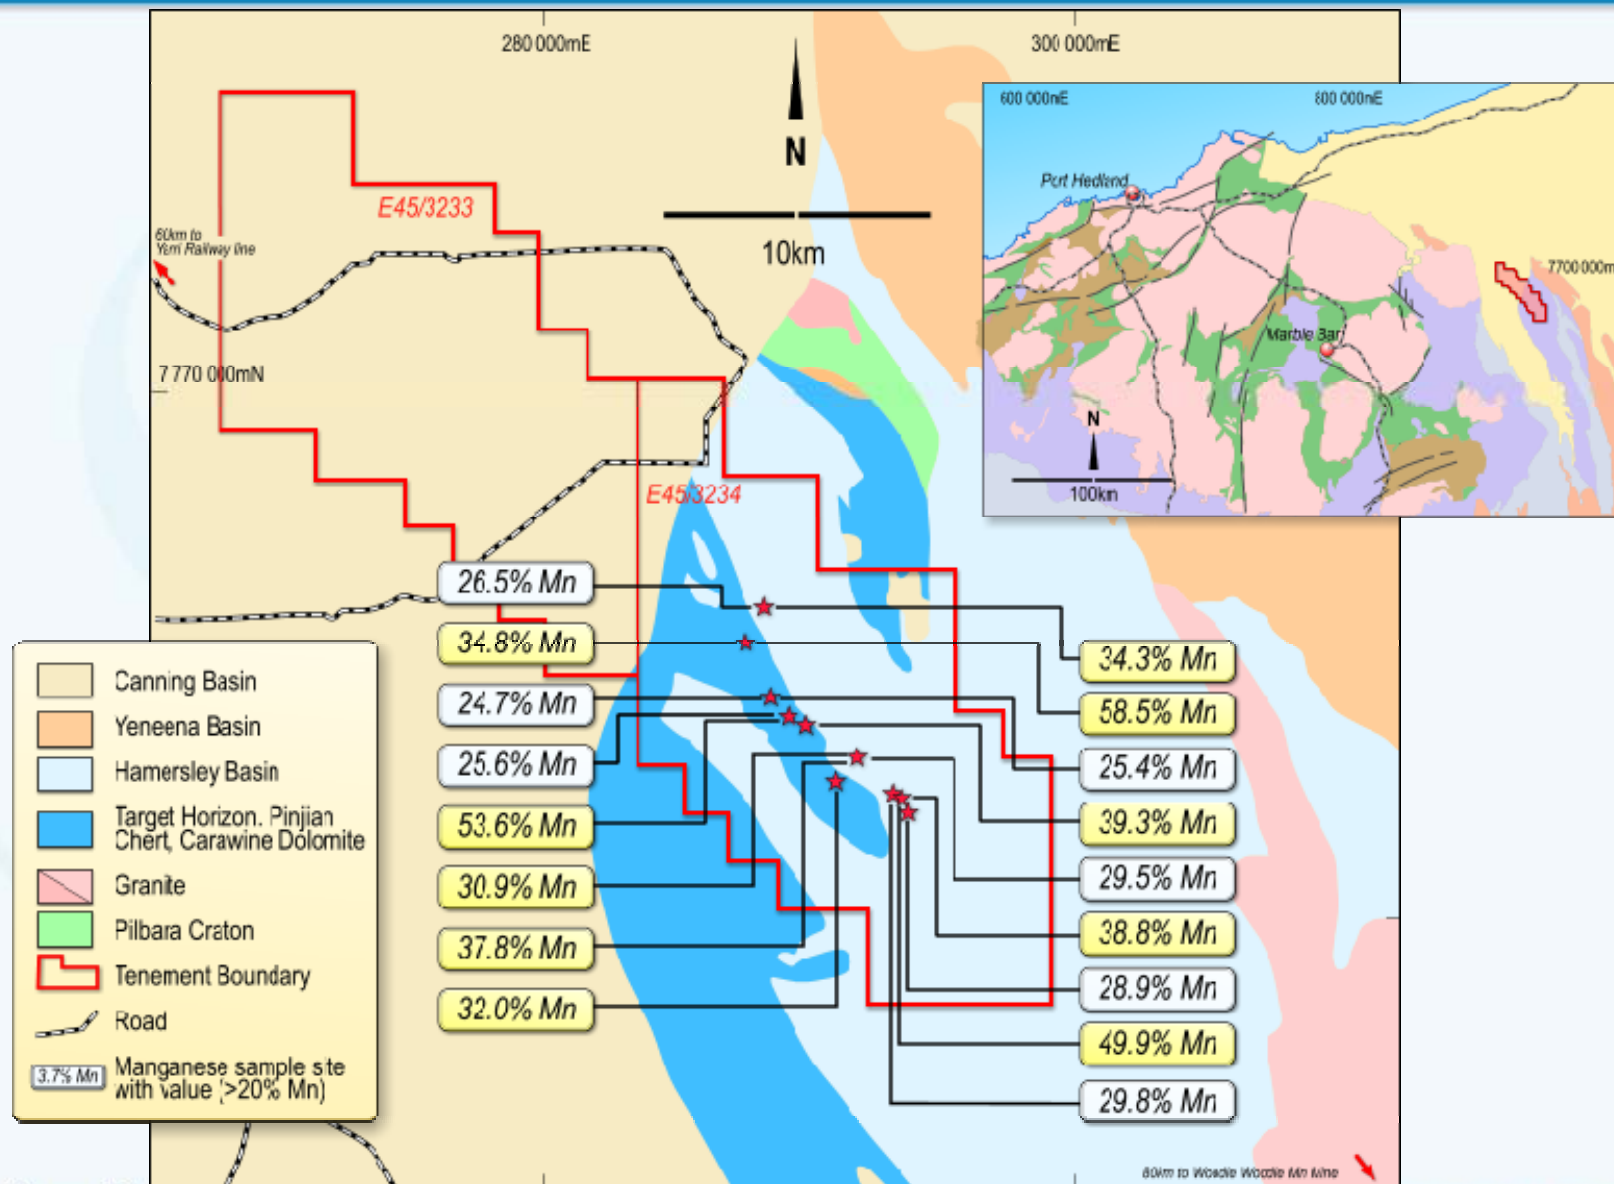 280 000mE
300 000mE
N
10km
E45/3233
60km to
Yarri Railway line
7 770 000mN
E45/3234
600 000mE
800 000mE
Port Hedland
7700 000m
Marble Bar
N
100km
26.5% Mn
34.8% Mn
24.7% Mn
25.6% Mn
53.6% Mn
30.9% Mn
37.8% Mn
32.0% Mn
34.3% Mn
58.5% Mn
25.4% Mn
39.3% Mn
29.5% Mn
38.8% Mn
28.9% Mn
49.9% Mn
29.8% Mn
Canning Basin
Yeneena Basin
Hamersley Basin
Target Horizon. Pinjian
Chert, Carawine Dolomite
Granite
Pilbara Craton
Tenement Boundary
Road
3.7% Mn
Manganese sample site
with value (>20% Mn)
80km to Woodie Woodie Mn Mine